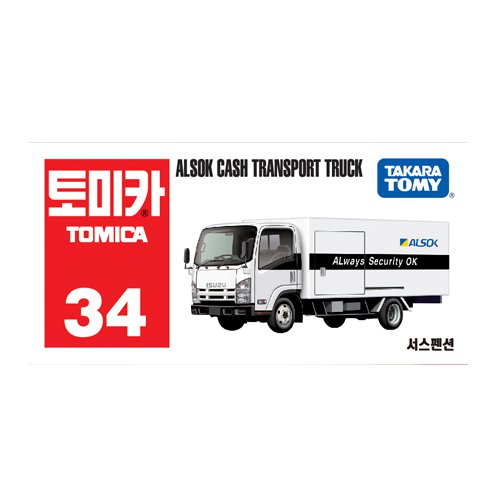 토미카®
TOMICA
34
ALSOK CASH TRANSPORT TRUCK
TAKARA
TOMY®
ALSOK
ALways Security OK
ISUZU
서스펜션